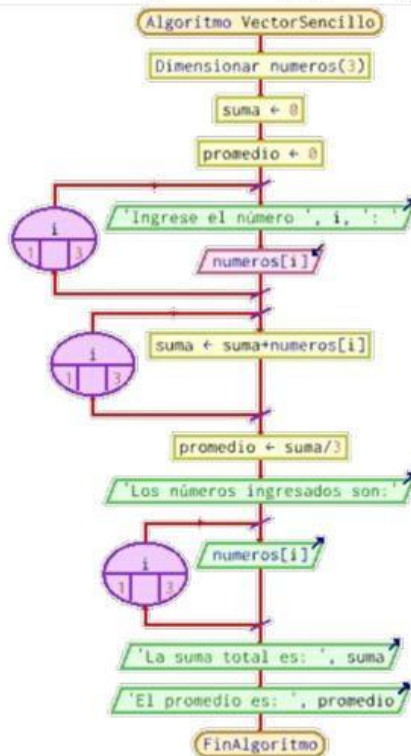 Algoritmo VectorSencillo
Dimensionar numeros(3)
suma ← 0
promedio ← 0
'Ingrese el número ', i, ': '
i
1 3
numeros[i]
i
1 3
suma ← suma+numeros[i]
promedio ← suma/3
'Los números ingresados son:'
i
1 3
numeros[i]
'La suma total es: ', suma
'El promedio es: ', promedio
FinAlgoritmo